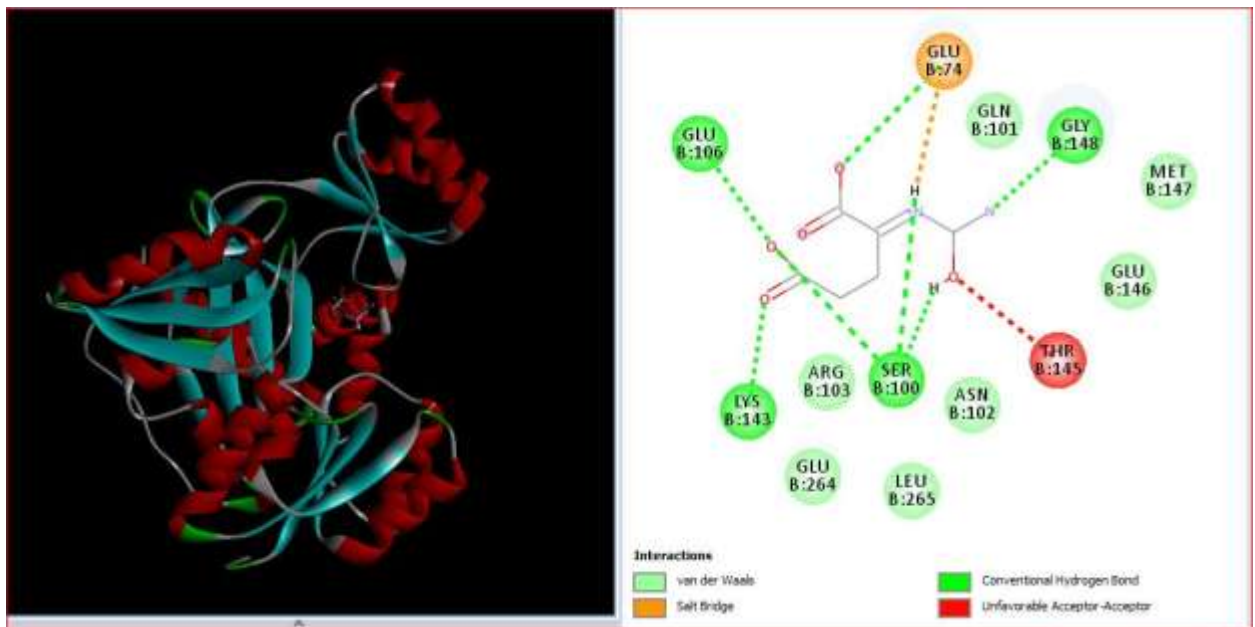 GLU
B:74
GLN
B:101
GLY
B:148
GLU
B:106
MET
B:147
H
N
GLU
B:146
H
THR
B:145
ARG
B:103
SER
B:100
ASN
B:102
LYS
B:143
GLU
B:264
LEU
B:265
Interactions
van der Waals
Conventional Hydrogen Bond
Salt Bridge
Unfavorable Acceptor-Acceptor